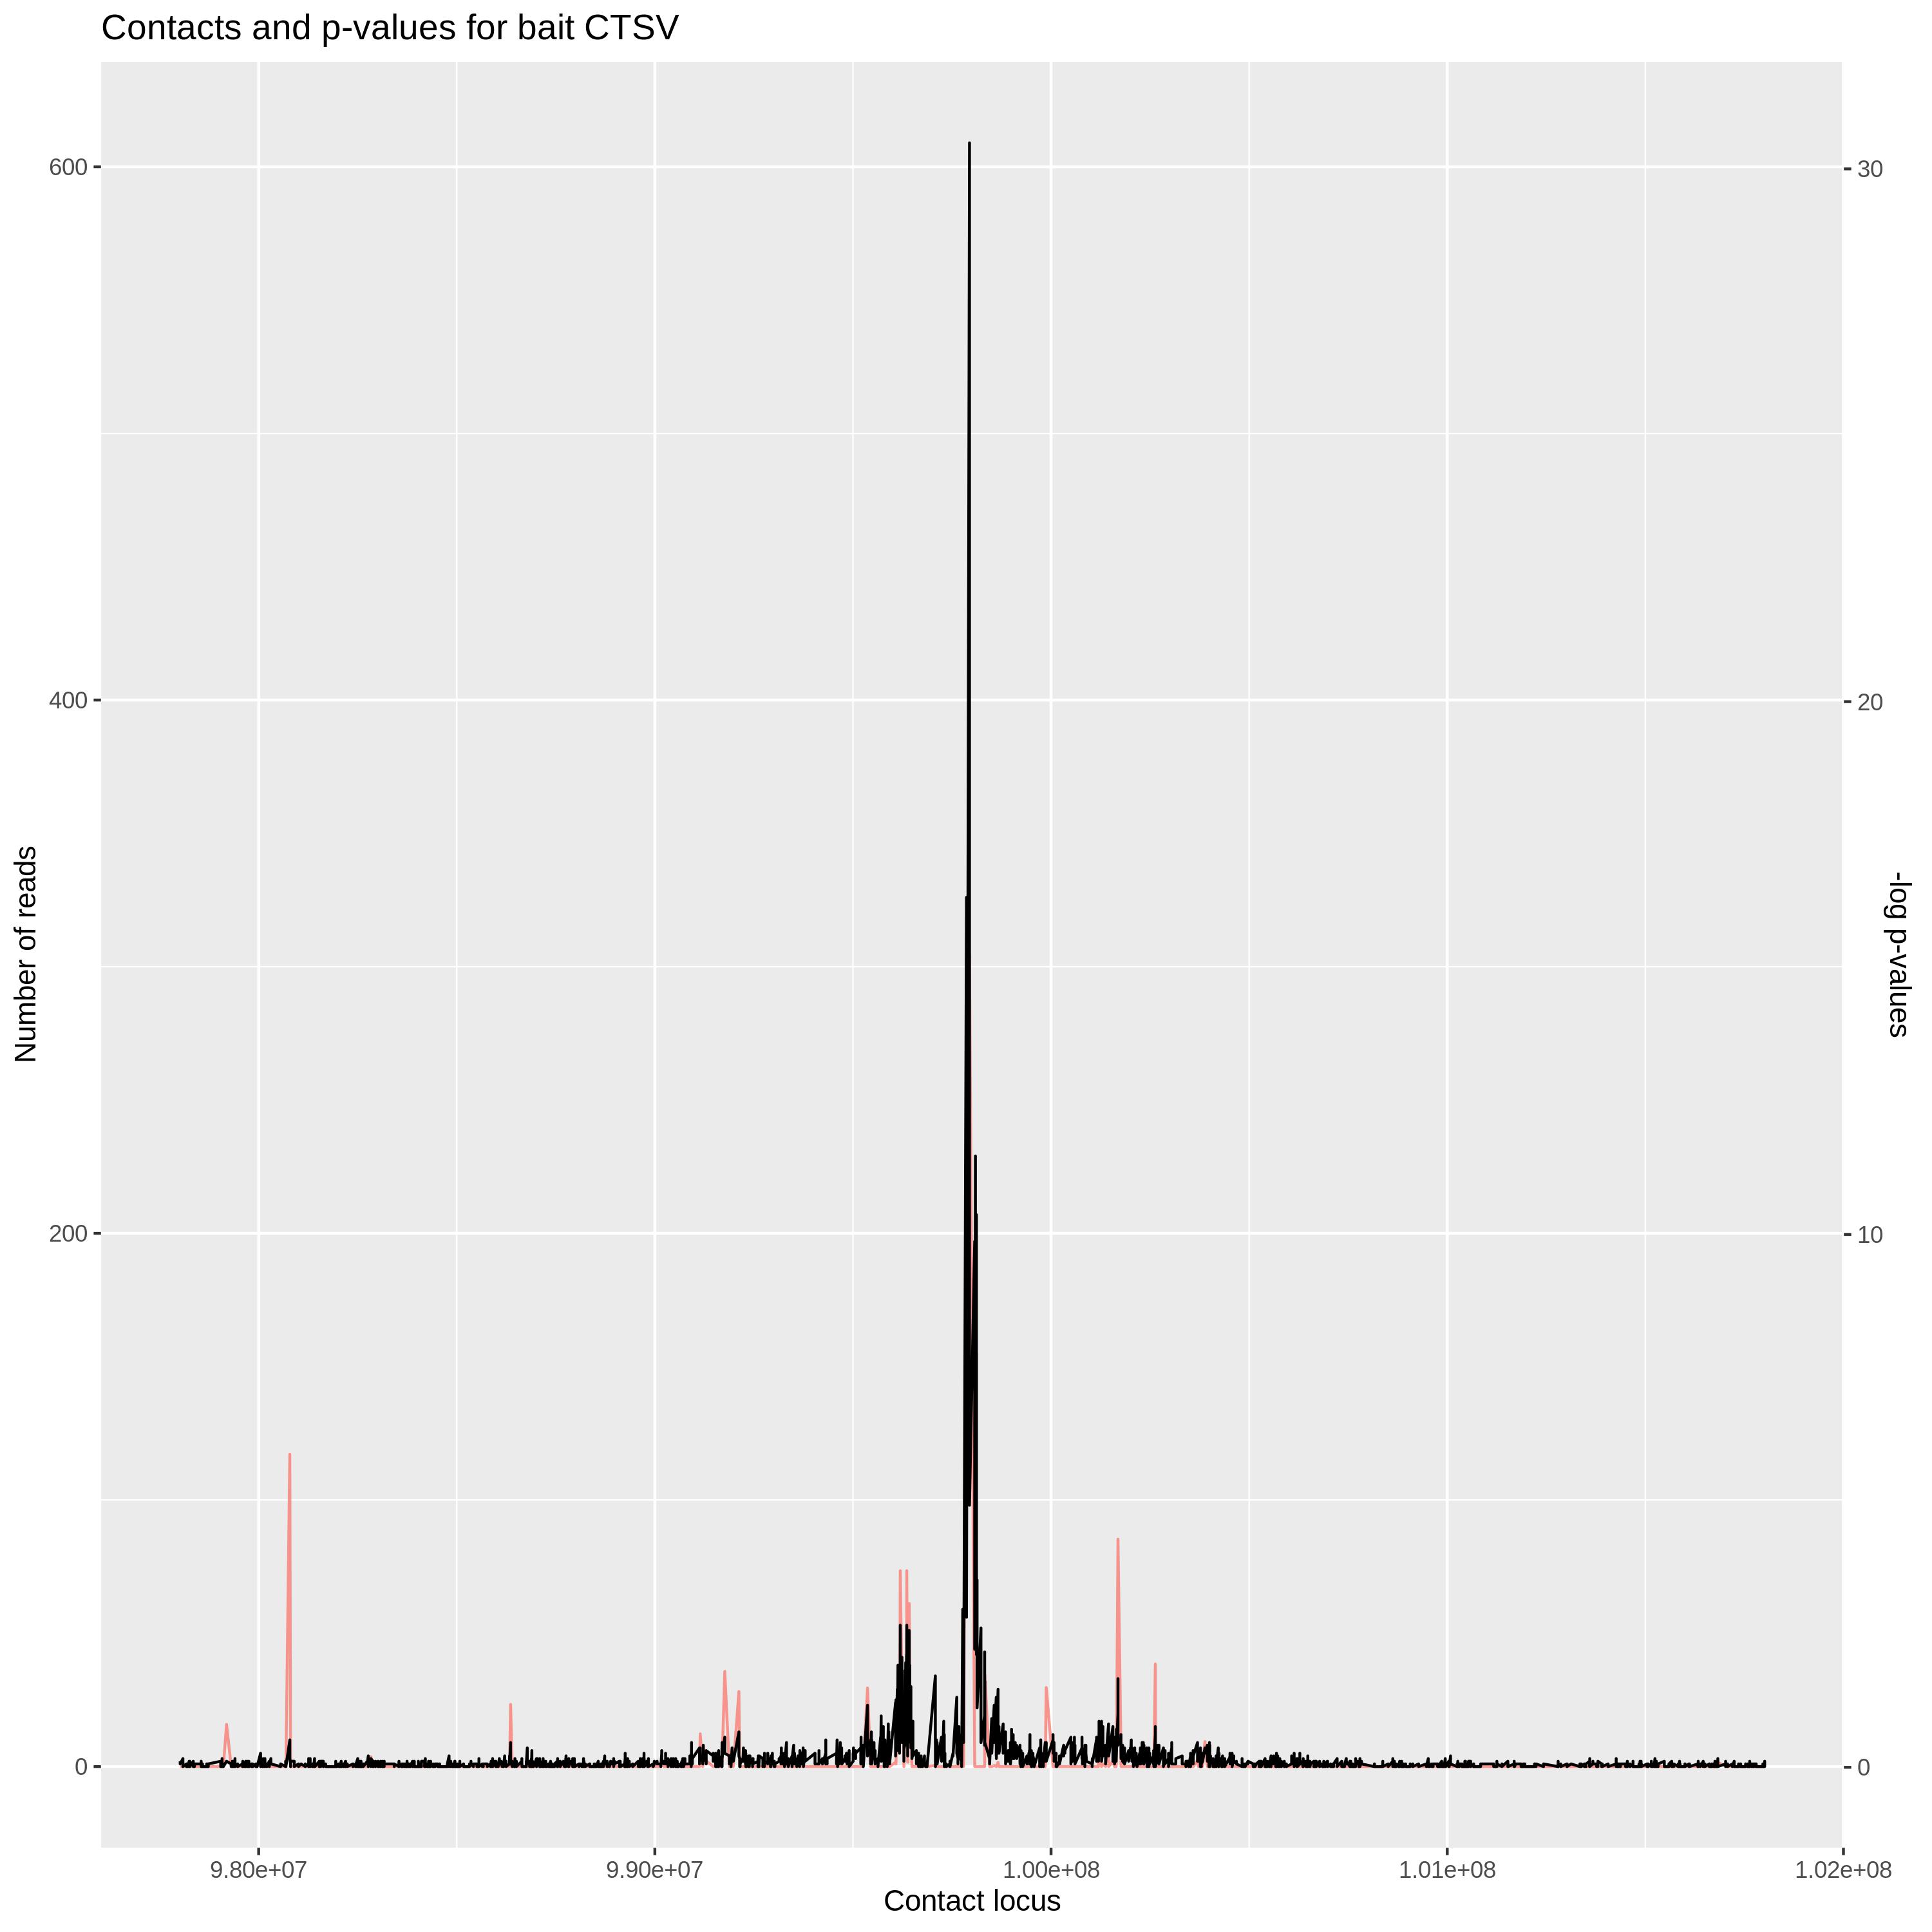 Contacts and p-values for bait CTSV
600
400
200
0
30
20
10
0
Number of reads
-log p-values
9.80e+07
9.90e+07
1.00e+08
1.01e+08
1.02e+08
Contact locus